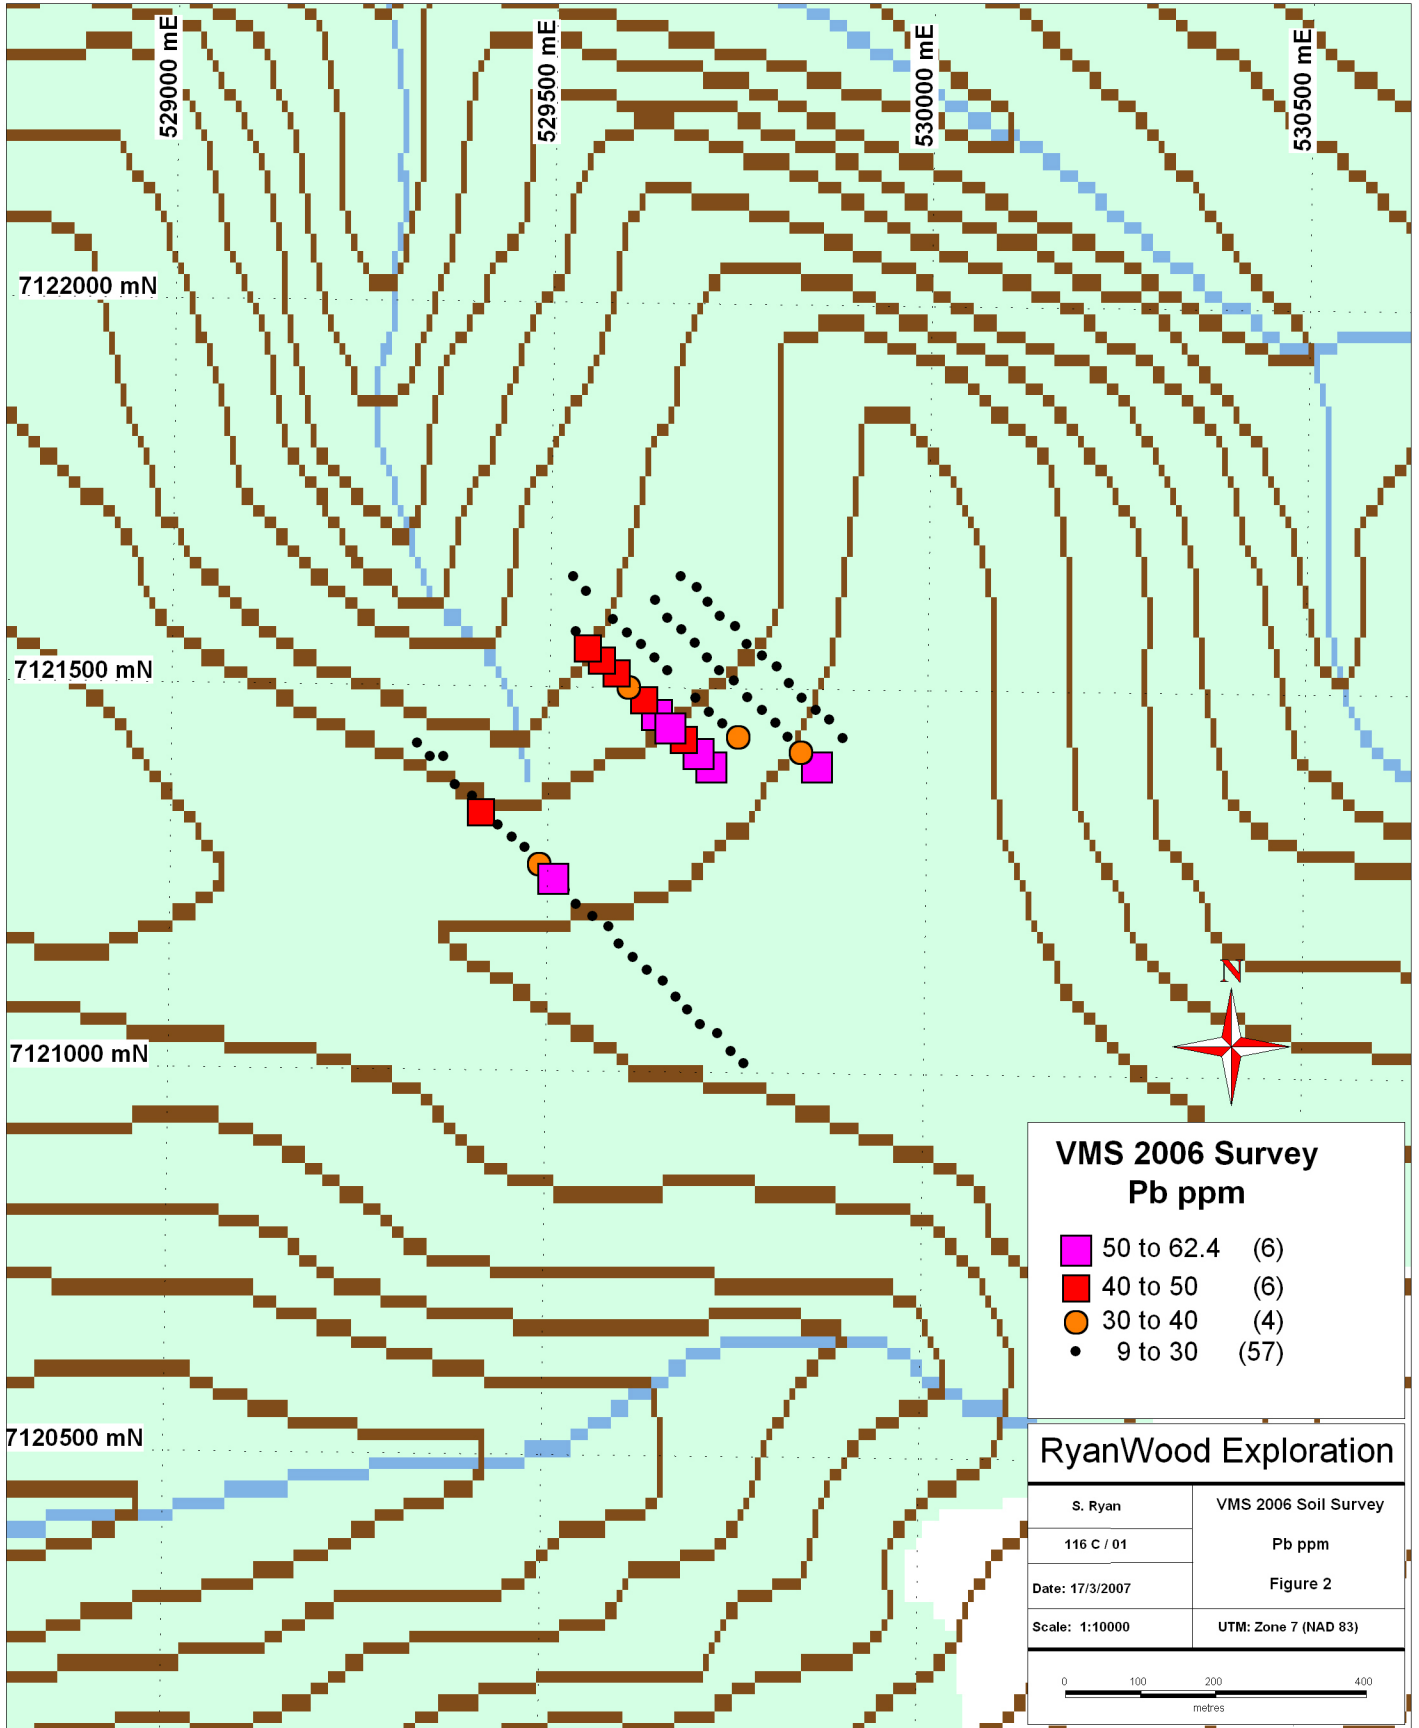 529000 mE
529500 mE
530000 mE
530500 mE
7122000 mN
7121500 mN
7121000 mN
7120500 mN
N
VMS 2006 Survey
Pb ppm
50 to 62.4 (6)
40 to 50 (6)
30 to 40 (4)
9 to 30 (57)
RyanWood Exploration
S. Ryan
116 C / 01
Date: 17/3/2007
Scale: 1:10000
VMS 2006 Soil Survey
Pb ppm
Figure 2
UTM: Zone 7 (NAD 83)
0 100 200 400
metres